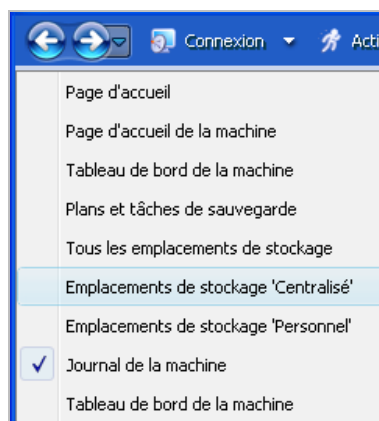 Connexion Acti
Page d'accueil
Page d'accueil de la machine
Tableau de bord de la machine
Plans et tâches de sauvegarde
Tous les emplacements de stockage
Emplacements de stockage 'Centralisé'
Emplacements de stockage 'Personnel'
Journal de la machine
Tableau de bord de la machine